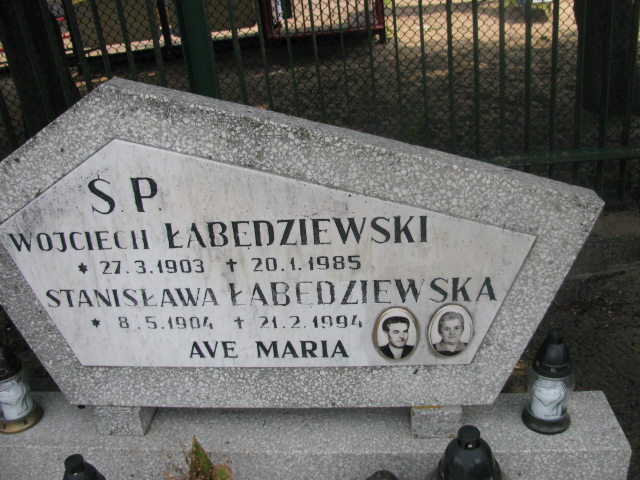 Ś.P.
WOJCIECH ŁABĘDZIEWSKI
* 27.3.1903 † 20.1.1985
STANISŁAWA ŁABĘDZIEWSKA
* 8.5.1904 † 21.2.1994
AVE MARIA